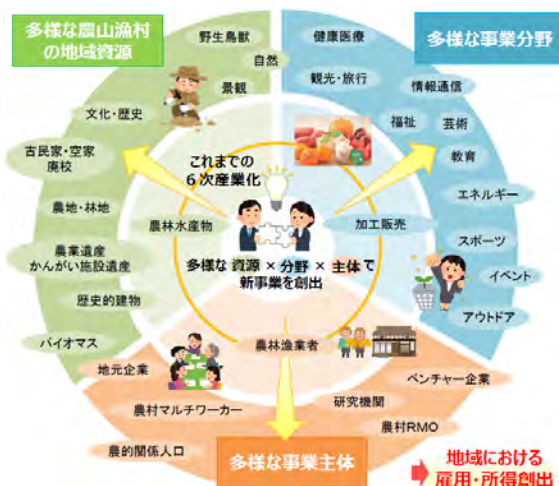 多様な農山漁村
の地域資源
多様な事業分野
野生鳥獣
自然
景観
文化・歴史
古民家・空家
廃校
農地・林地
農業遺産
かんがい施設遺産
歴史的建物
バイオマス
健康医療
観光・旅行
情報通信
福祉
芸術
教育
エネルギー
スポーツ
イベント
アウトドア
これまでの
6次産業化
農林水産物
加工販売
多様な 資源 × 分野 × 主体で
新事業を創出
農林漁業者
地元企業
農村マルチワーカー
農的関係人口
ベンチャー企業
研究機関
農村RMO
多様な事業主体
地域における
雇用・所得創出